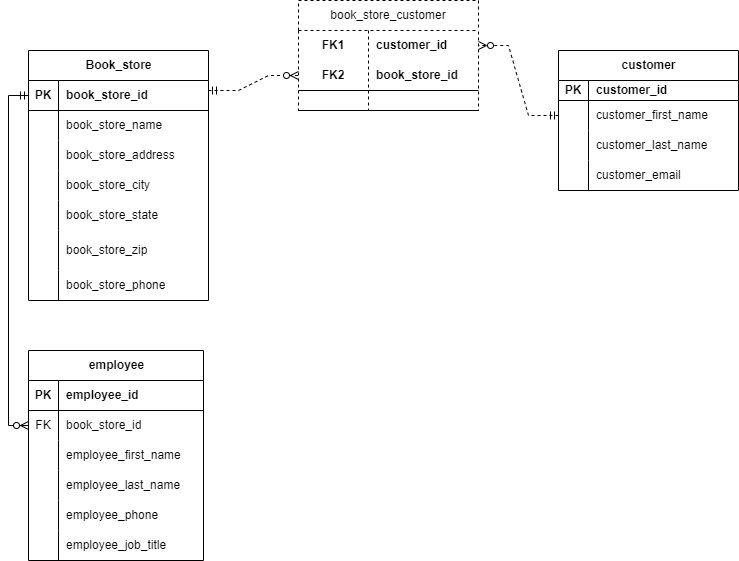 book_store_customer
FK1 customer_id
FK2 book_store_id
Book_store
PK book_store_id
book_store_name
book_store_address
book_store_city
book_store_state
book_store_zip
book_store_phone
customer
PK customer_id
customer_first_name
customer_last_name
customer_email
employee
PK employee_id
FK book_store_id
employee_first_name
employee_last_name
employee_phone
employee_job_title